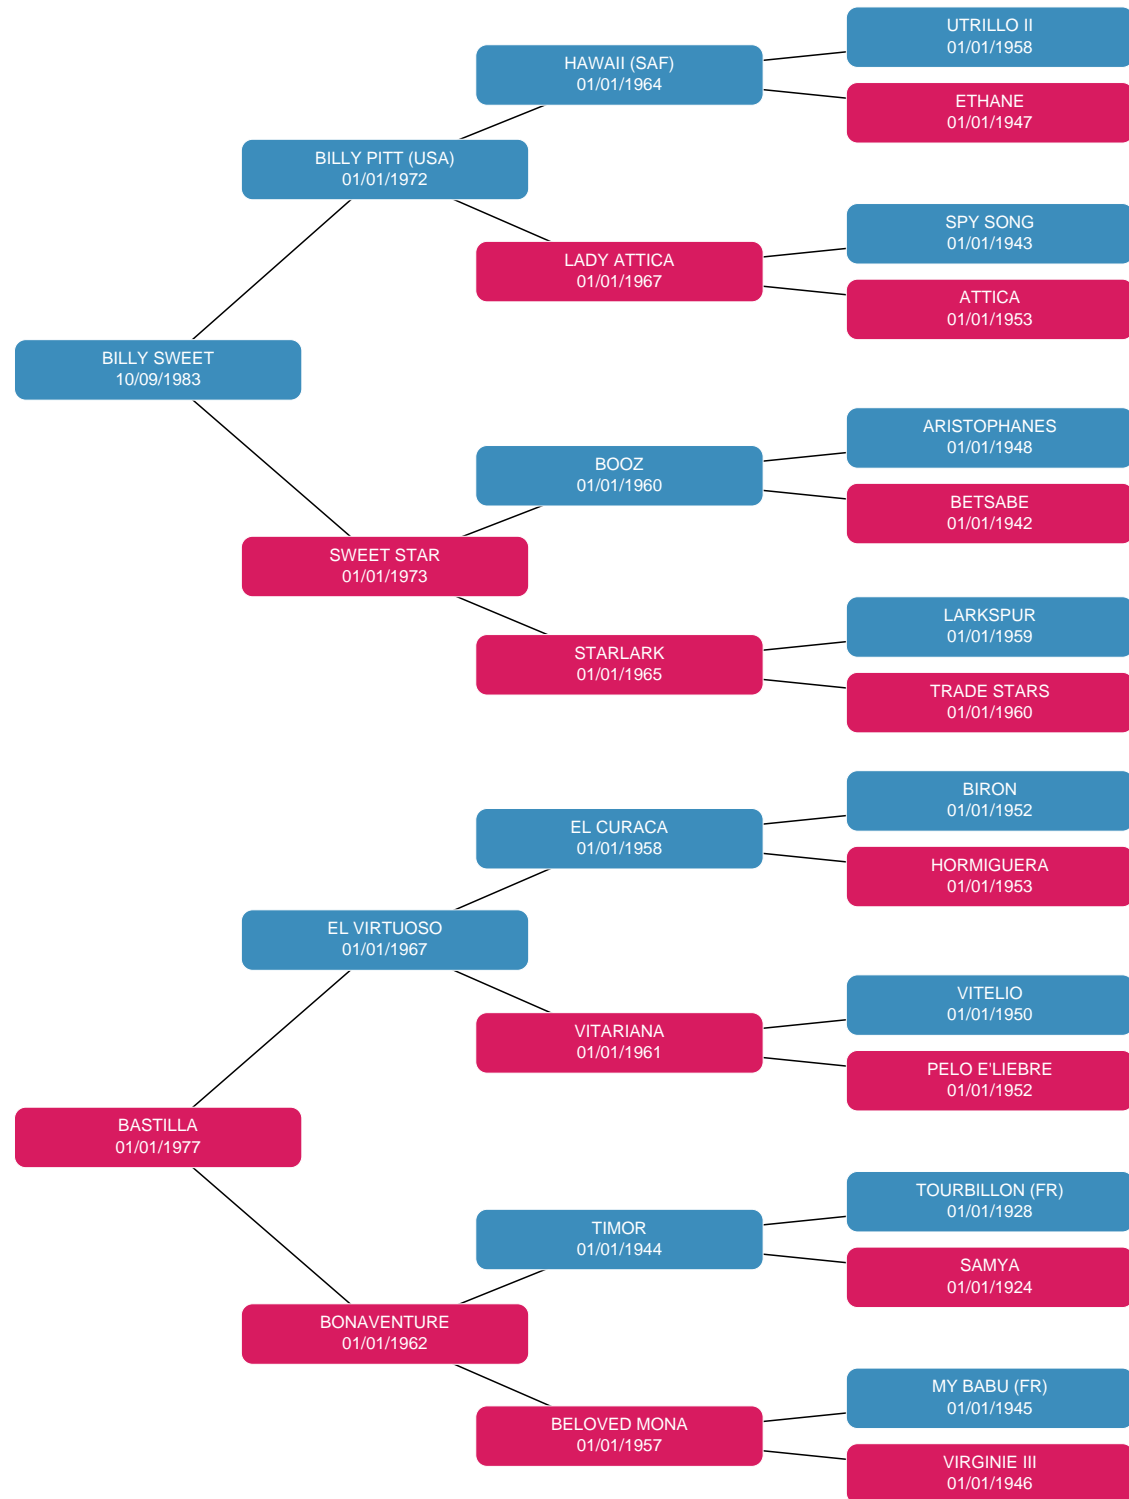 UTRILLO II
01/01/1958
HAWAII (SAF)
01/01/1964
ETHANE
01/01/1947
BILLY PITT (USA)
01/01/1972
SPY SONG
01/01/1943
LADY ATTICA
01/01/1967
ATTICA
01/01/1953
BILLY SWEET
10/09/1983
ARISTOPHANES
01/01/1948
BOOZ
01/01/1960
BETSABE
01/01/1942
SWEET STAR
01/01/1973
LARKSPUR
01/01/1959
STARLARK
01/01/1965
TRADE STARS
01/01/1960
BIRON
01/01/1952
EL CURACA
01/01/1958
HORMIGUERA
01/01/1953
EL VIRTUOSO
01/01/1967
VITELIO
01/01/1950
VITARIANA
01/01/1961
PELO E'LIEBRE
01/01/1952
BASTILLA
01/01/1977
TOURBILLON (FR)
01/01/1928
TIMOR
01/01/1944
SAMYA
01/01/1924
BONAVENTURE
01/01/1962
MY BABU (FR)
01/01/1945
BELOVED MONA
01/01/1957
VIRGINIE III
01/01/1946